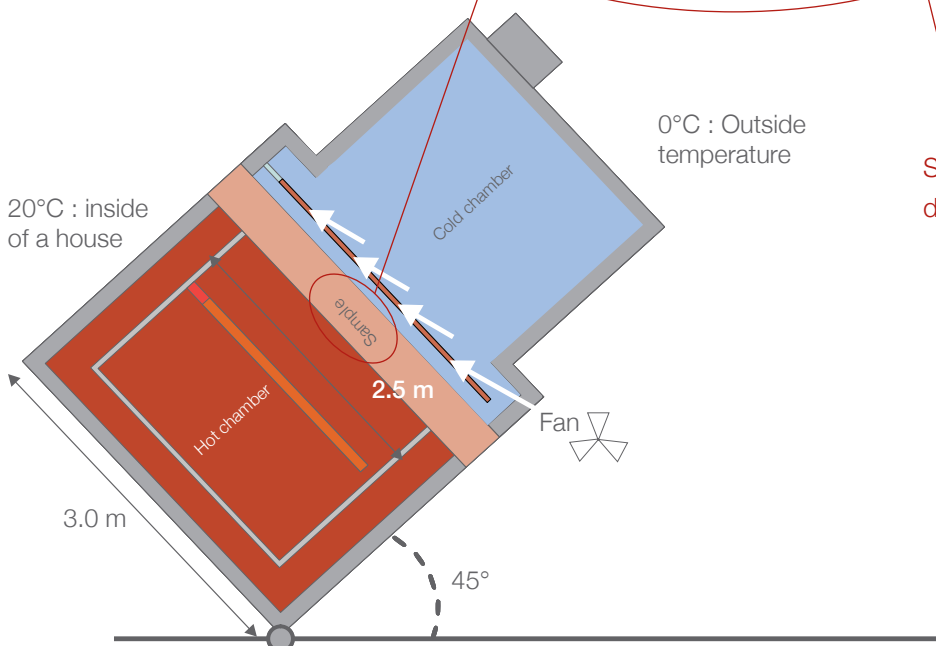 0°C : Outside
temperature
S
d
20°C : inside
of a house
Cold chamber
Sample
2.5 m
Hot chamber
Fan
3.0 m
45°